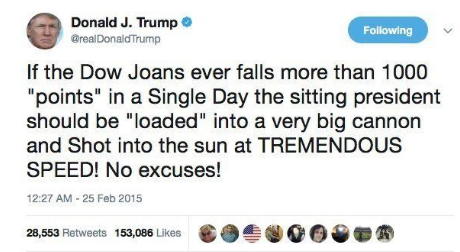 Donald J. Trump
@realDonaldTrump
Following
If the Dow Joans ever falls more than 1000
"points" in a Single Day the sitting president
should be "loaded" into a very big cannon
and Shot into the sun at TREMENDOUS
SPEED! No excuses!
12:27 AM - 25 Feb 2015
28,553 Retweets 153,086 Likes